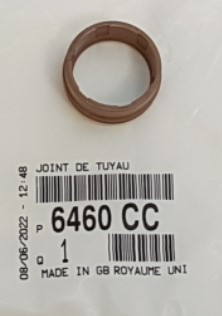 JOINT DE TUYAU
P 6460 CC
Q 1
MADE IN GB ROYAUME UNI
08/06/2022 - 12:48